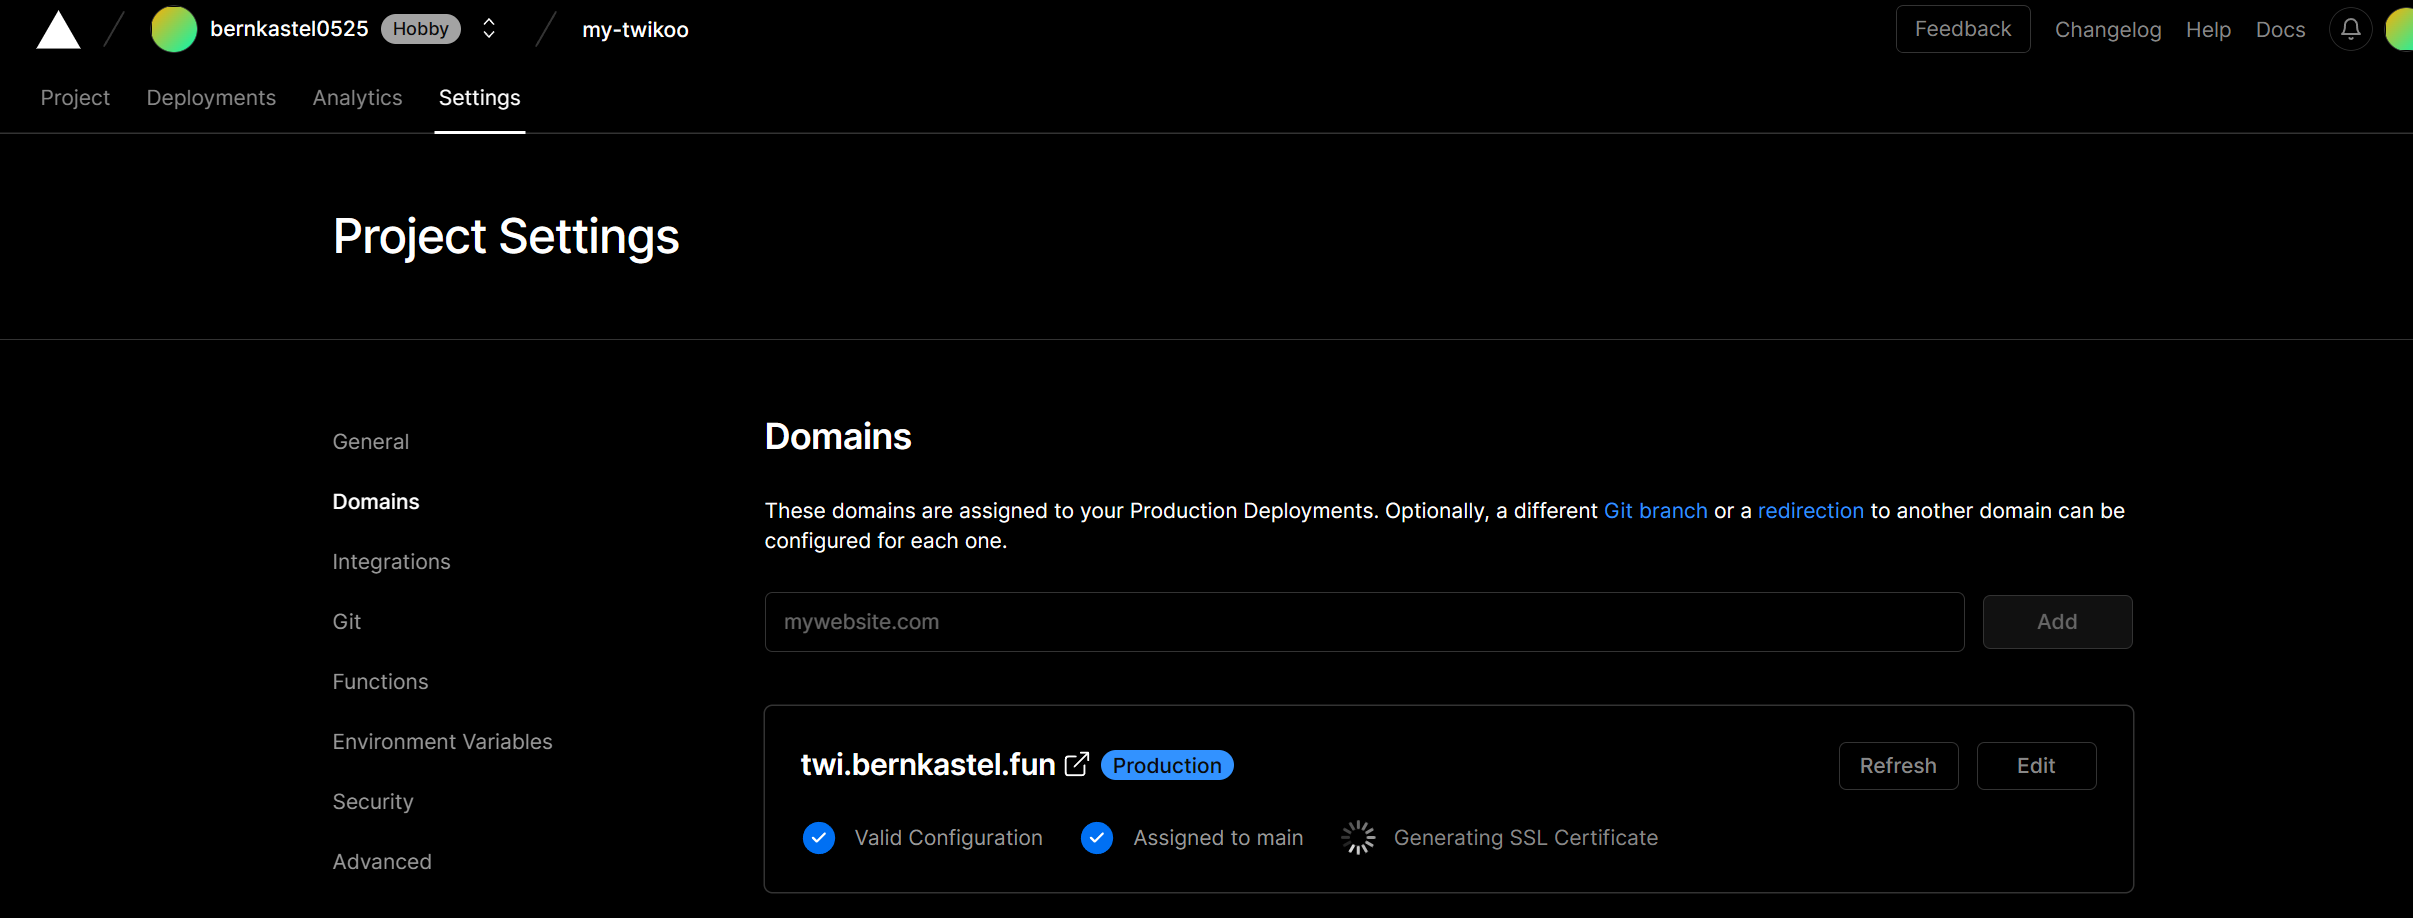 bernkastel0525 Hobby my-twikoo Feedback Changelog Help Docs
Project Deployments Analytics Settings
Project Settings
General
Domains
Integrations
Git
Functions
Environment Variables
Security
Advanced
Domains
These domains are assigned to your Production Deployments. Optionally, a different Git branch or a redirection to another domain can be
configured for each one.
mywebsite.com Add
twi.bernkastel.fun Production Refresh Edit
Valid Configuration Assigned to main Generating SSL Certificate